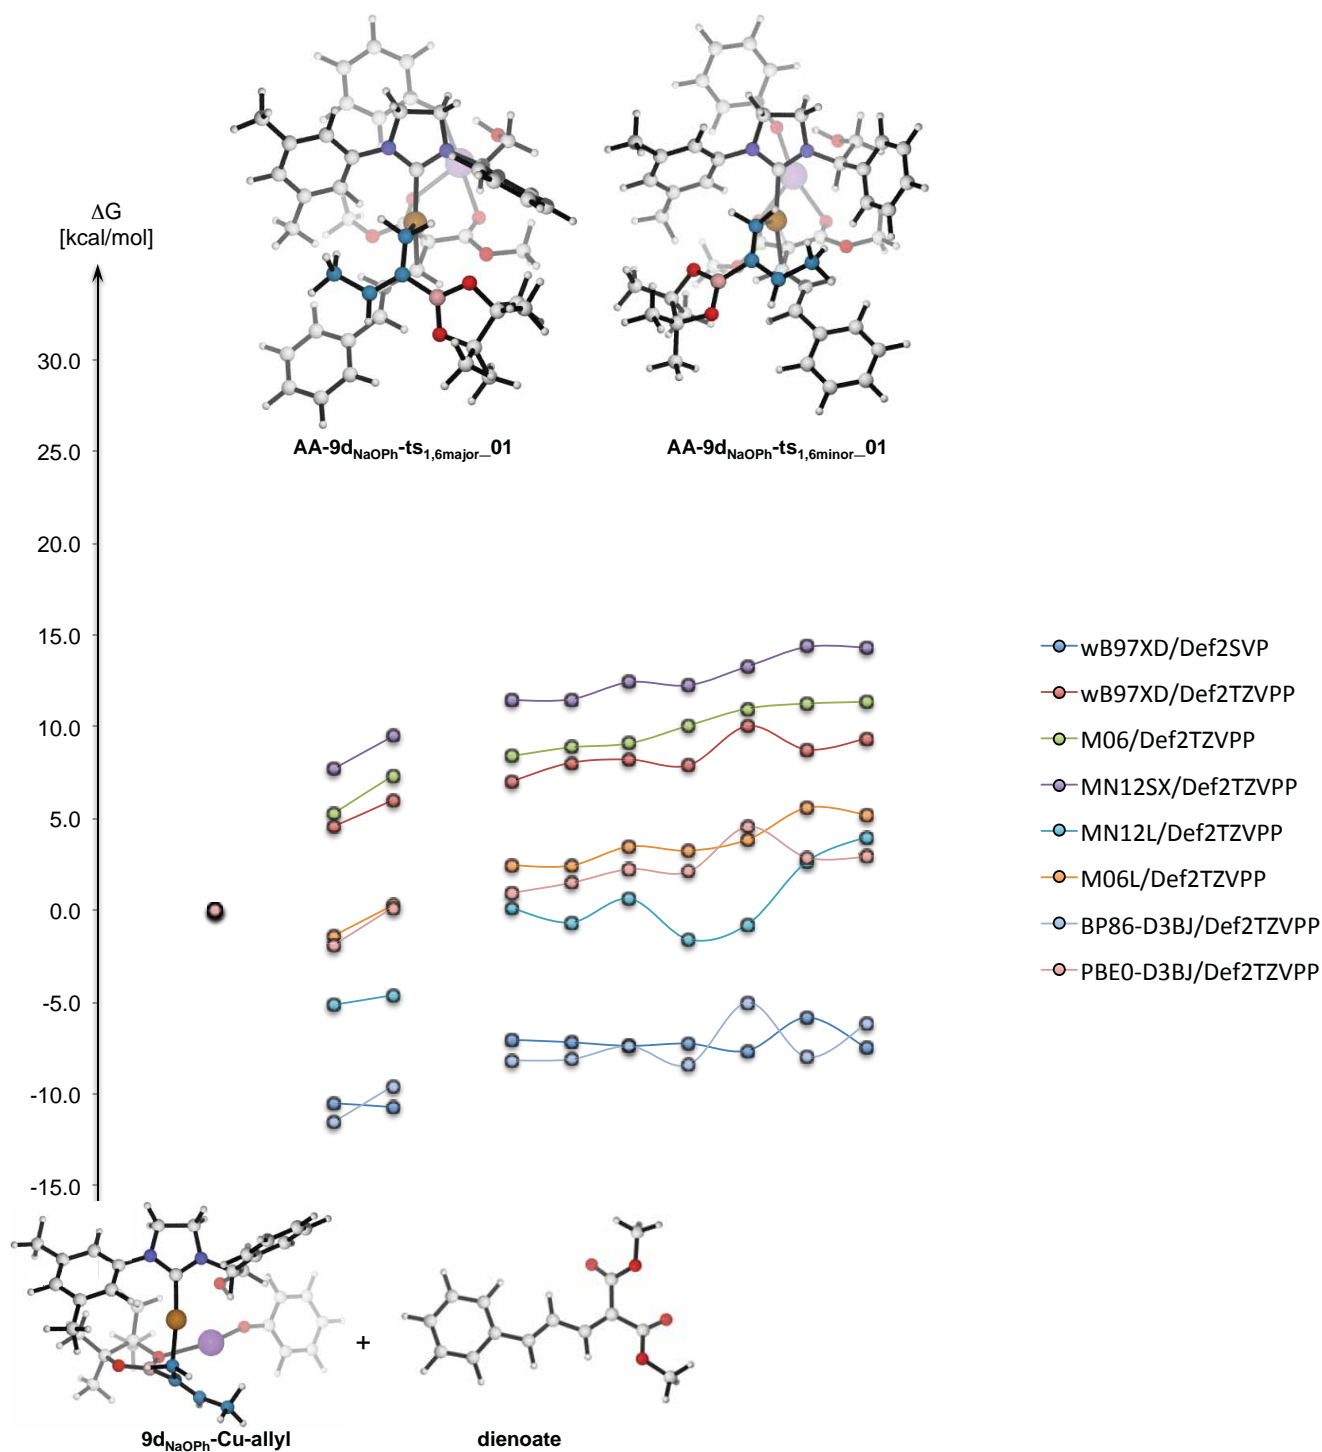 AA-9dNaOPh-ts1,6major_01
AA-9dNaOPh-ts1,6minor_01
ΔG
[kcal/mol]
30.0
25.0
20.0
15.0
10.0
5.0
0.0
-5.0
-10.0
-15.0
wB97XD/Def2SVP
wB97XD/Def2TZVPP
M06/Def2TZVPP
MN12SX/Def2TZVPP
MN12L/Def2TZVPP
M06L/Def2TZVPP
BP86-D3BJ/Def2TZVPP
PBE0-D3BJ/Def2TZVPP
+
9dNaOPh-Cu-allyl
dienoate